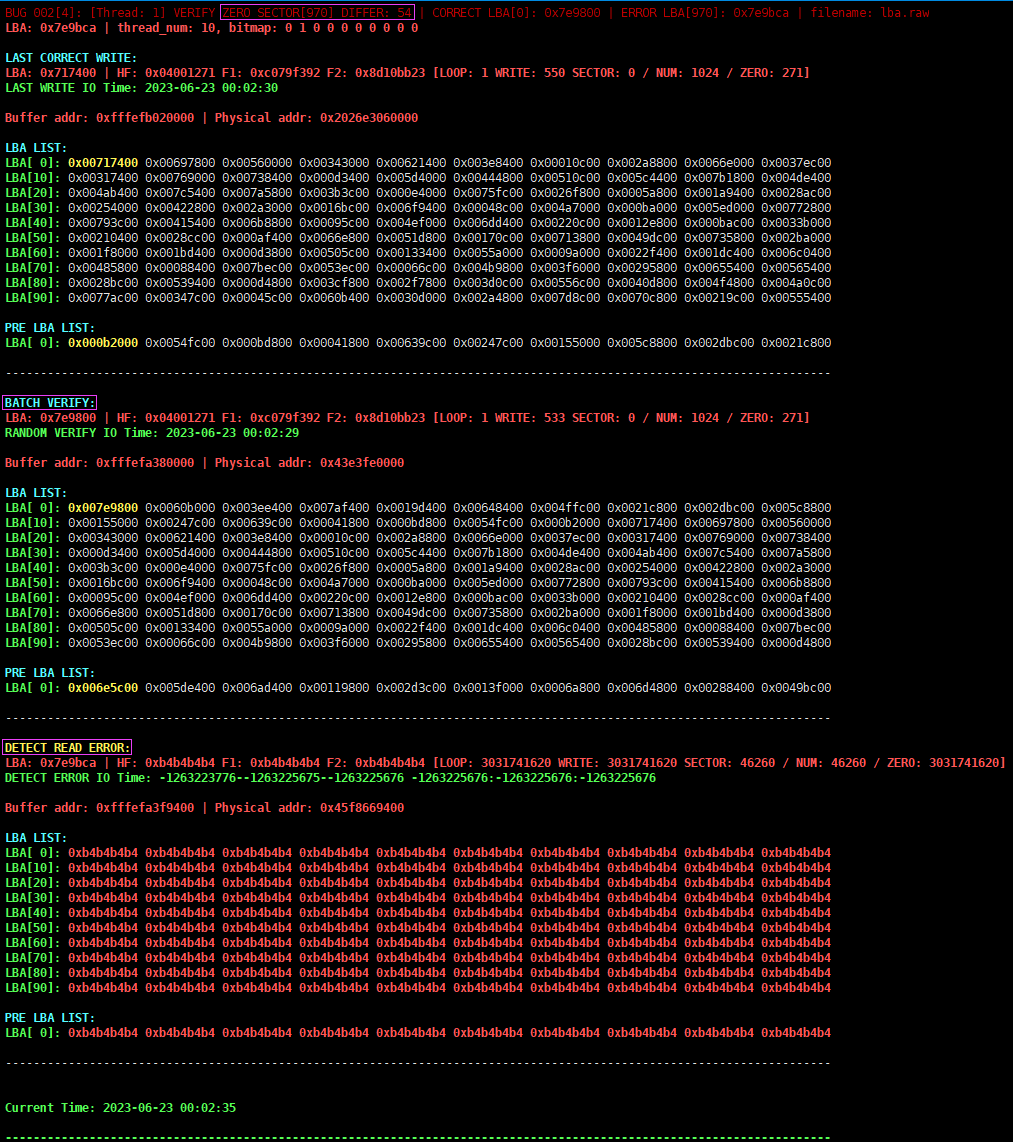 BUG 002[4]: [Thread: 1] VERIFY ZERO SECTOR[970] DIFFER: 54 | CORRECT LBA[0]: 0x7e9800 | ERROR LBA[970]: 0x7e9bca | filename: lba.raw
LBA: 0x7e9bca | thread_num: 10, bitmap: 0 1 0 0 0 0 0 0 0 0
LAST CORRECT WRITE:
LBA: 0x717400 | HF: 0x04001271 F1: 0xc079f392 F2: 0x8d10bb23 [LOOP: 1 WRITE: 550 SECTOR: 0 / NUM: 1024 / ZERO: 271]
LAST WRITE IO Time: 2023-06-23 00:02:30
Buffer addr: 0xfffefb020000 | Physical addr: 0x2026e3060000
LBA LIST:
LBA[ 0]: 0x00717400 0x00697800 0x00560000 0x00343000 0x00621400 0x003e8400 0x00010c00 0x002a8800 0x0066e000 0x0037ec00
LBA[10]: 0x00317400 0x00769000 0x00738400 0x000d3400 0x005d4000 0x00444800 0x00510c00 0x005c4400 0x007b1800 0x004de400
LBA[20]: 0x004ab400 0x007c5400 0x007a5800 0x003b3c00 0x000e4000 0x0075fc00 0x0026f800 0x0005a800 0x001a9400 0x0028ac00
LBA[30]: 0x00254000 0x00422800 0x002a3000 0x0016bc00 0x006f9400 0x00048c00 0x004a7000 0x000ba000 0x005ed000 0x00772800
LBA[40]: 0x00793c00 0x00415400 0x006b8800 0x00095c00 0x004ef000 0x006dd400 0x00220c00 0x0012e800 0x000bac00 0x0033b000
LBA[50]: 0x00210400 0x0028cc00 0x000af400 0x0066e800 0x0051d800 0x00170c00 0x00713800 0x0049dc00 0x00735800 0x002ba000
LBA[60]: 0x001f8000 0x001bd400 0x000d3800 0x00505c00 0x00133400 0x0055a000 0x0009a000 0x0022f400 0x001dc400 0x006c0400
LBA[70]: 0x00485800 0x00088400 0x007bec00 0x0053ec00 0x00066c00 0x004b9800 0x003f6000 0x00295800 0x00655400 0x00565400
LBA[80]: 0x0028bc00 0x00539400 0x000d4800 0x003cf800 0x002f7800 0x003d0c00 0x00556c00 0x0040d800 0x004f4800 0x004a0c00
LBA[90]: 0x0077ac00 0x00347c00 0x00045c00 0x0060b400 0x0030d000 0x002a4800 0x007d8c00 0x0070c800 0x00219c00 0x00555400
PRE LBA LIST:
LBA[ 0]: 0x000b2000 0x0054fc00 0x000bd800 0x00041800 0x00639c00 0x00247c00 0x00155000 0x005c8800 0x002dbc00 0x0021c800
----------------------------------------------------------------------------------------------------------------------
BATCH VERIFY:
LBA: 0x7e9800 | HF: 0x04001271 F1: 0xc079f392 F2: 0x8d10bb23 [LOOP: 1 WRITE: 533 SECTOR: 0 / NUM: 1024 / ZERO: 271]
RANDOM VERIFY IO Time: 2023-06-23 00:02:29
Buffer addr: 0xfffefa380000 | Physical addr: 0x43e3fe0000
LBA LIST:
LBA[ 0]: 0x007e9800 0x0060b000 0x003ee400 0x007af400 0x0019d400 0x00648400 0x004ffc00 0x0021c800 0x002dbc00 0x005c8800
LBA[10]: 0x00155000 0x00247c00 0x00639c00 0x00041800 0x000bd800 0x0054fc00 0x000b2000 0x00717400 0x00697800 0x00560000
LBA[20]: 0x00343000 0x00621400 0x003e8400 0x00010c00 0x002a8800 0x0066e000 0x0037ec00 0x00317400 0x00769000 0x00738400
LBA[30]: 0x000d3400 0x005d4000 0x00444800 0x00510c00 0x005c4400 0x007b1800 0x004de400 0x004ab400 0x007c5400 0x007a5800
LBA[40]: 0x003b3c00 0x000e4000 0x0075fc00 0x0026f800 0x0005a800 0x001a9400 0x0028ac00 0x00254000 0x00422800 0x002a3000
LBA[50]: 0x0016bc00 0x006f9400 0x00048c00 0x004a7000 0x000ba000 0x005ed000 0x00772800 0x00793c00 0x00415400 0x006b8800
LBA[60]: 0x00095c00 0x004ef000 0x006dd400 0x00220c00 0x0012e800 0x000bac00 0x0033b000 0x00210400 0x0028cc00 0x000af400
LBA[70]: 0x0066e800 0x0051d800 0x00170c00 0x00713800 0x0049dc00 0x00735800 0x002ba000 0x001f8000 0x001bd400 0x000d3800
LBA[80]: 0x00505c00 0x00133400 0x0055a000 0x0009a000 0x0022f400 0x001dc400 0x006c0400 0x00485800 0x00088400 0x007bec00
LBA[90]: 0x0053ec00 0x00066c00 0x004b9800 0x003f6000 0x00295800 0x00655400 0x00565400 0x0028bc00 0x00539400 0x000d4800
PRE LBA LIST:
LBA[ 0]: 0x006e5c00 0x005de400 0x006ad400 0x00119800 0x002d3c00 0x0013f000 0x0006a800 0x006d4800 0x00288400 0x0049bc00
----------------------------------------------------------------------------------------------------------------------
DETECT READ ERROR:
LBA: 0x7e9bca | HF: 0xb4b4b4b4 F1: 0xb4b4b4b4 F2: 0xb4b4b4b4 [LOOP: 3031741620 WRITE: 3031741620 SECTOR: 46260 / NUM: 46260 / ZERO: 3031741620]
DETECT ERROR IO Time: -1263223776--1263225675--1263225676 -1263225676:-1263225676:-1263225676
Buffer addr: 0xfffefa3f9400 | Physical addr: 0x45f8669400
LBA LIST:
LBA[ 0]: 0xb4b4b4b4 0xb4b4b4b4 0xb4b4b4b4 0xb4b4b4b4 0xb4b4b4b4 0xb4b4b4b4 0xb4b4b4b4 0xb4b4b4b4 0xb4b4b4b4 0xb4b4b4b4
LBA[10]: 0xb4b4b4b4 0xb4b4b4b4 0xb4b4b4b4 0xb4b4b4b4 0xb4b4b4b4 0xb4b4b4b4 0xb4b4b4b4 0xb4b4b4b4 0xb4b4b4b4 0xb4b4b4b4
LBA[20]: 0xb4b4b4b4 0xb4b4b4b4 0xb4b4b4b4 0xb4b4b4b4 0xb4b4b4b4 0xb4b4b4b4 0xb4b4b4b4 0xb4b4b4b4 0xb4b4b4b4 0xb4b4b4b4
LBA[30]: 0xb4b4b4b4 0xb4b4b4b4 0xb4b4b4b4 0xb4b4b4b4 0xb4b4b4b4 0xb4b4b4b4 0xb4b4b4b4 0xb4b4b4b4 0xb4b4b4b4 0xb4b4b4b4
LBA[40]: 0xb4b4b4b4 0xb4b4b4b4 0xb4b4b4b4 0xb4b4b4b4 0xb4b4b4b4 0xb4b4b4b4 0xb4b4b4b4 0xb4b4b4b4 0xb4b4b4b4 0xb4b4b4b4
LBA[50]: 0xb4b4b4b4 0xb4b4b4b4 0xb4b4b4b4 0xb4b4b4b4 0xb4b4b4b4 0xb4b4b4b4 0xb4b4b4b4 0xb4b4b4b4 0xb4b4b4b4 0xb4b4b4b4
LBA[60]: 0xb4b4b4b4 0xb4b4b4b4 0xb4b4b4b4 0xb4b4b4b4 0xb4b4b4b4 0xb4b4b4b4 0xb4b4b4b4 0xb4b4b4b4 0xb4b4b4b4 0xb4b4b4b4
LBA[70]: 0xb4b4b4b4 0xb4b4b4b4 0xb4b4b4b4 0xb4b4b4b4 0xb4b4b4b4 0xb4b4b4b4 0xb4b4b4b4 0xb4b4b4b4 0xb4b4b4b4 0xb4b4b4b4
LBA[80]: 0xb4b4b4b4 0xb4b4b4b4 0xb4b4b4b4 0xb4b4b4b4 0xb4b4b4b4 0xb4b4b4b4 0xb4b4b4b4 0xb4b4b4b4 0xb4b4b4b4 0xb4b4b4b4
LBA[90]: 0xb4b4b4b4 0xb4b4b4b4 0xb4b4b4b4 0xb4b4b4b4 0xb4b4b4b4 0xb4b4b4b4 0xb4b4b4b4 0xb4b4b4b4 0xb4b4b4b4 0xb4b4b4b4
PRE LBA LIST:
LBA[ 0]: 0xb4b4b4b4 0xb4b4b4b4 0xb4b4b4b4 0xb4b4b4b4 0xb4b4b4b4 0xb4b4b4b4 0xb4b4b4b4 0xb4b4b4b4 0xb4b4b4b4 0xb4b4b4b4
----------------------------------------------------------------------------------------------------------------------
Current Time: 2023-06-23 00:02:35
----------------------------------------------------------------------------------------------------------------------